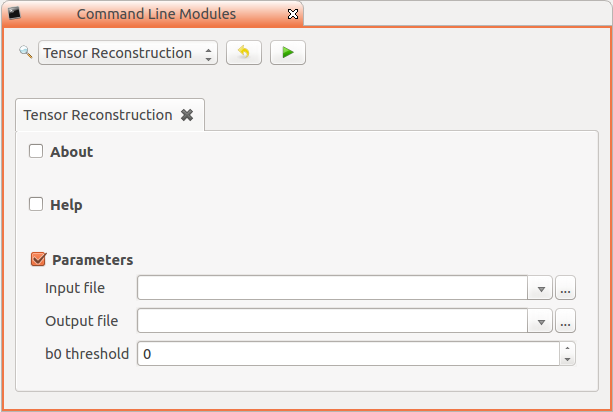 Command Line Modules
Tensor Reconstruction
Tensor Reconstruction
About
Help
Parameters
Input file
...
Output file
...
b0 threshold 0